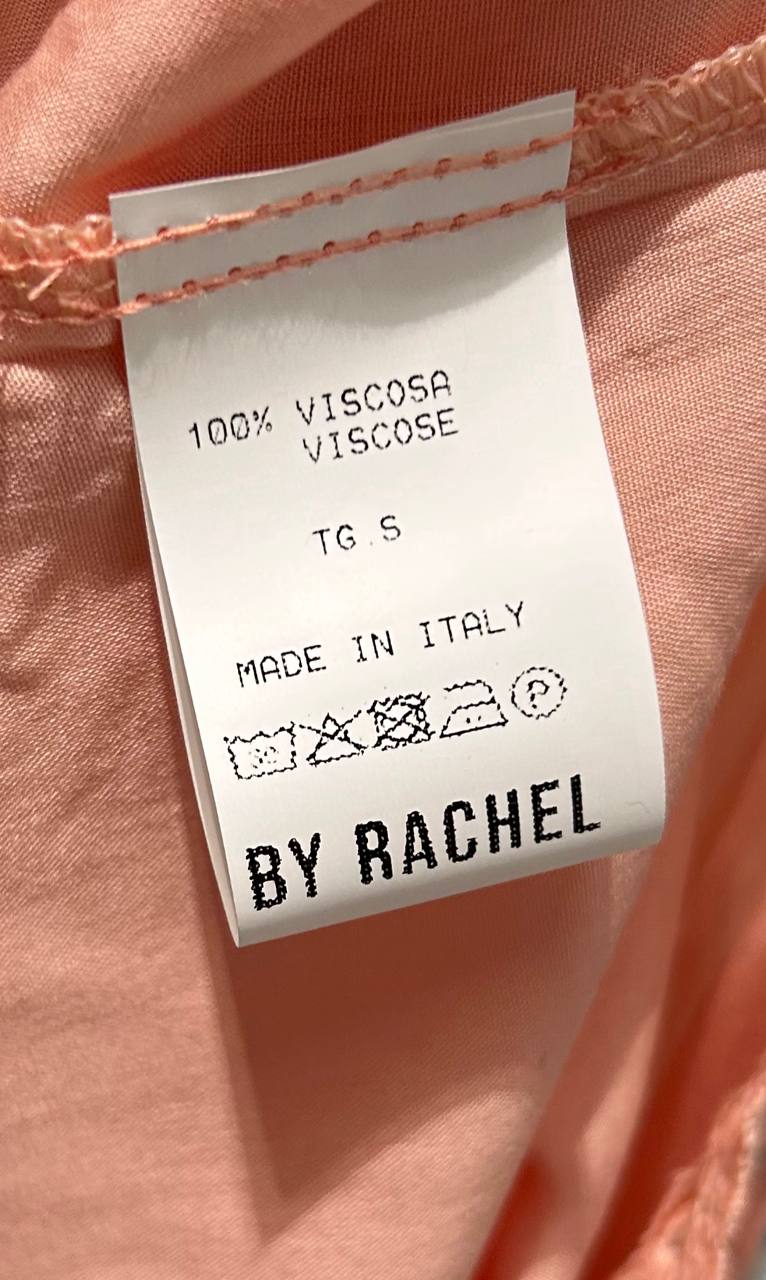 100% VISCOSA
VISCOSE
TG.S
MADE IN ITALY
P
BY RACHEL